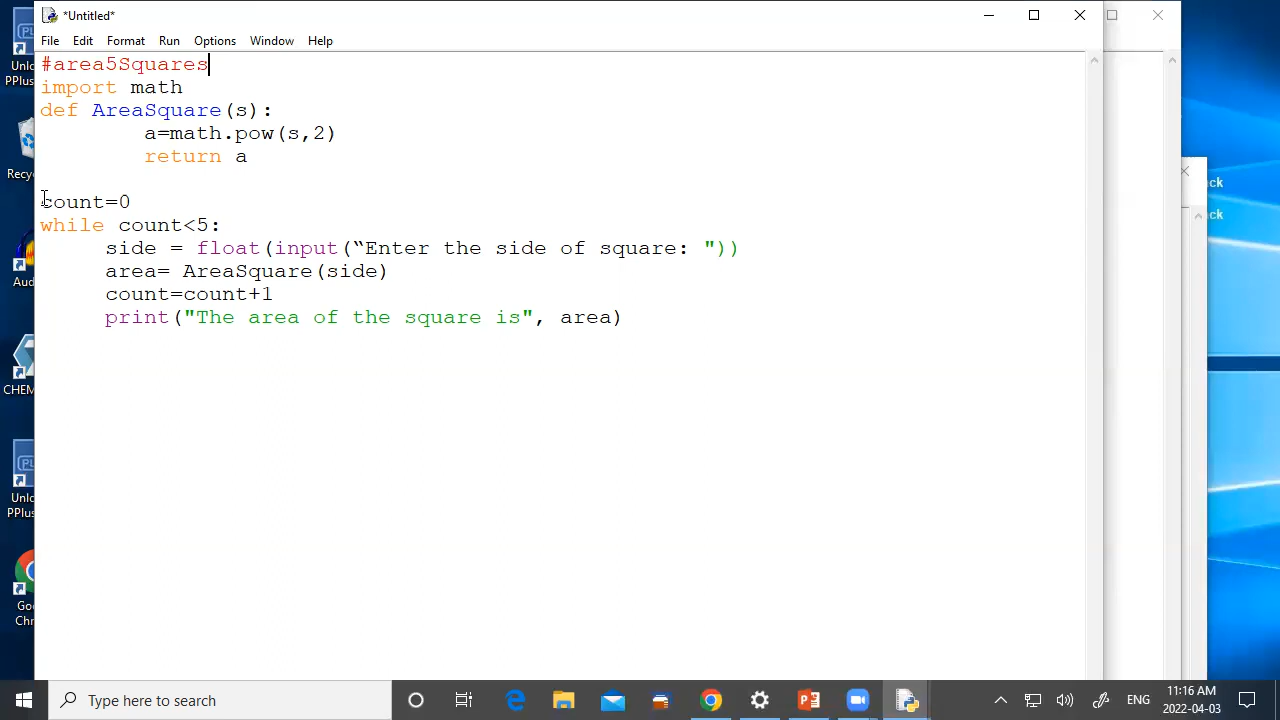 *Untitled*
File Edit Format Run Options Window Help
#area5Squares
import math
def AreaSquare(s):
a=math.pow(s,2)
return a
count=0
while count<5:
side = float(input(“Enter the side of square: "))
area= AreaSquare(side)
count=count+1
print("The area of the square is", area)
Type here to search
ENG
11:16 AM
2022-04-03